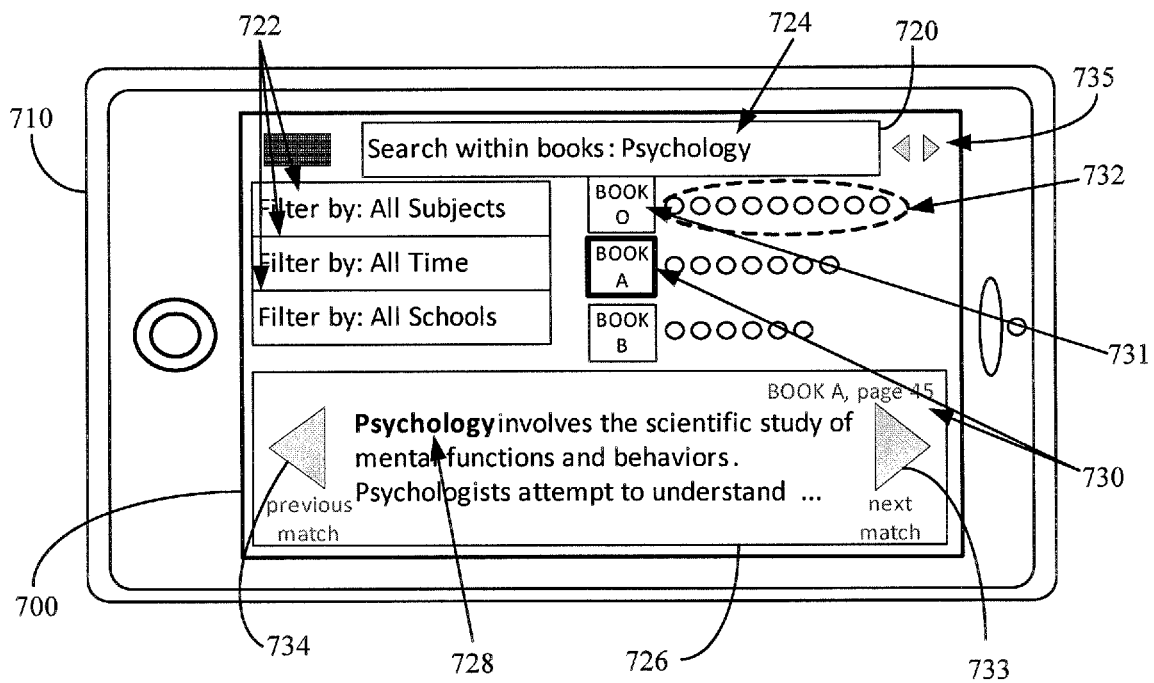 722
724
720
735
710
Search within books: Psychology
732
Filter by: All Subjects
BOOK
O
Filter by: All Time
BOOK
A
Filter by: All Schools
BOOK
B
731
BOOK A, page 45
Psychology involves the scientific study of
mental functions and behaviors.
Psychologists attempt to understand ...
730
previous
match
next
match
700
734
728
726
733